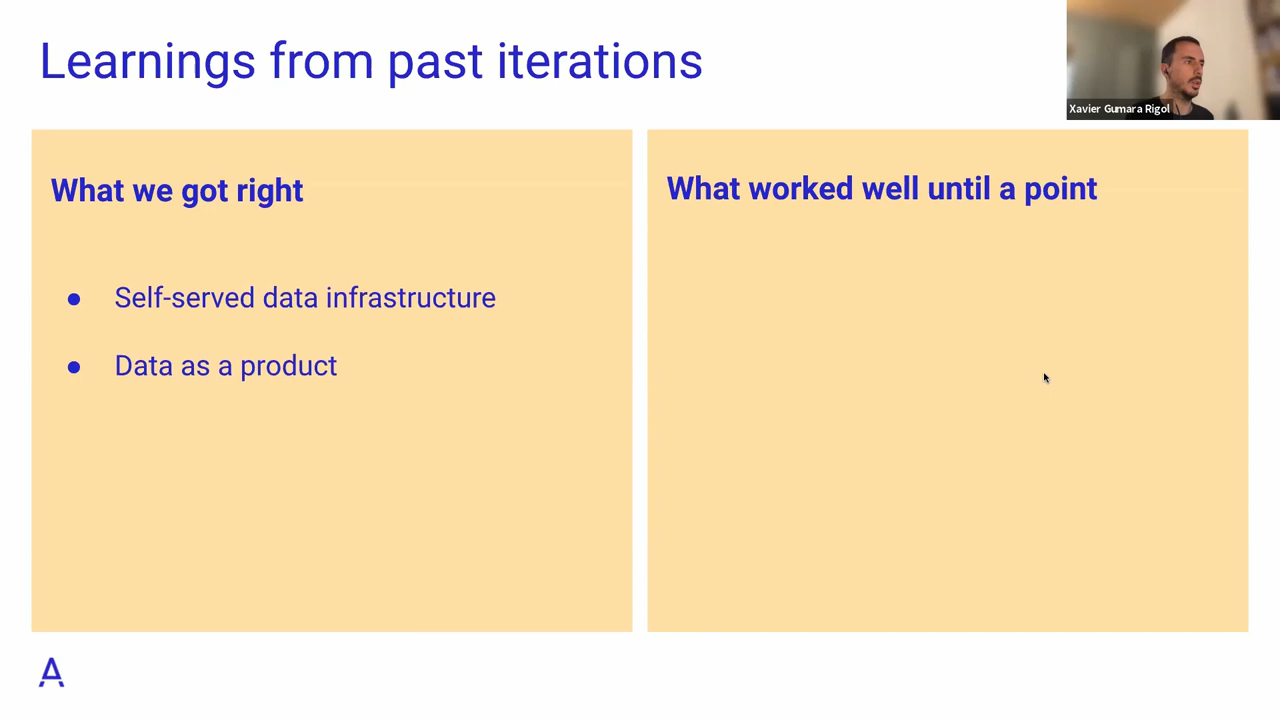 Learnings from past iterations
Xavier Gumara Rigol
What we got right
● Self-served data infrastructure
● Data as a product
What worked well until a point
A